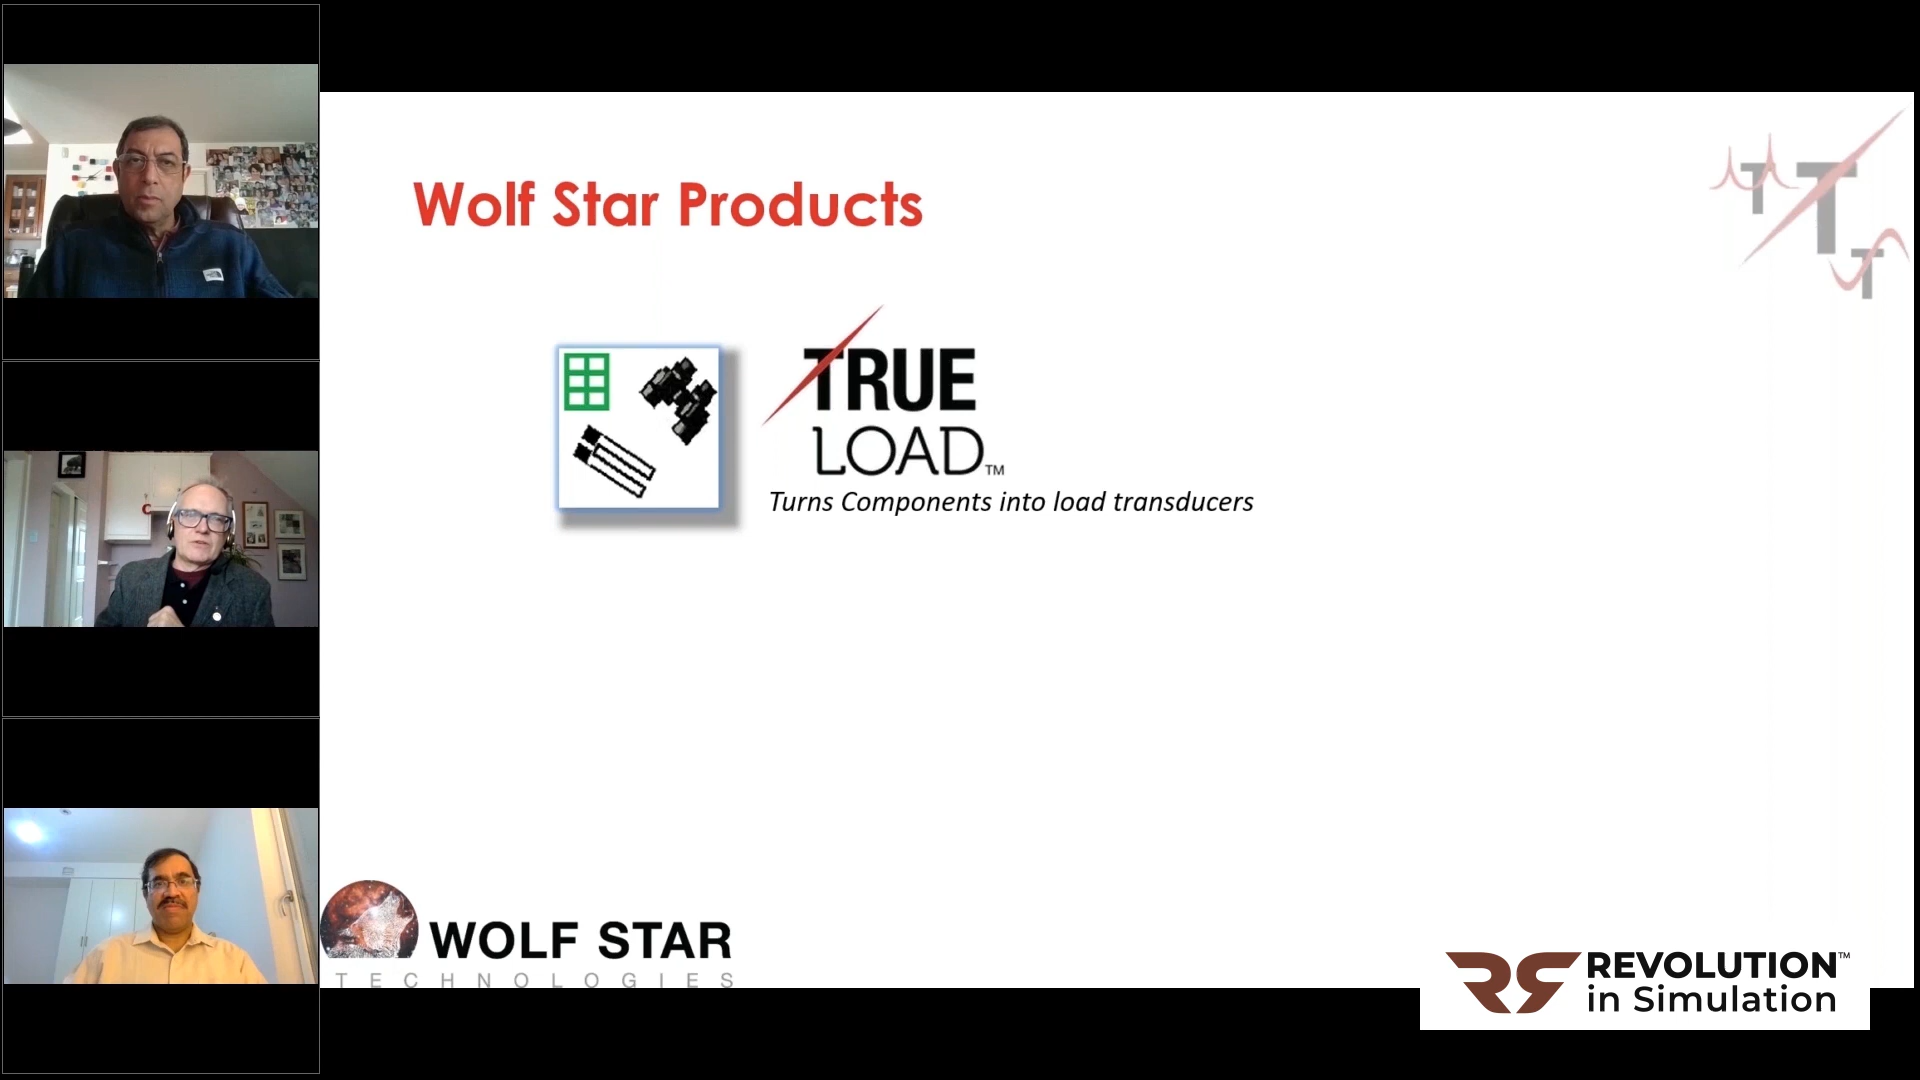 Wolf Star Products
TRUE
LOAD™
Turns Components into load transducers
T T T
WOLF STAR
TECHNOLOGIES
REVOLUTION™
in Simulation